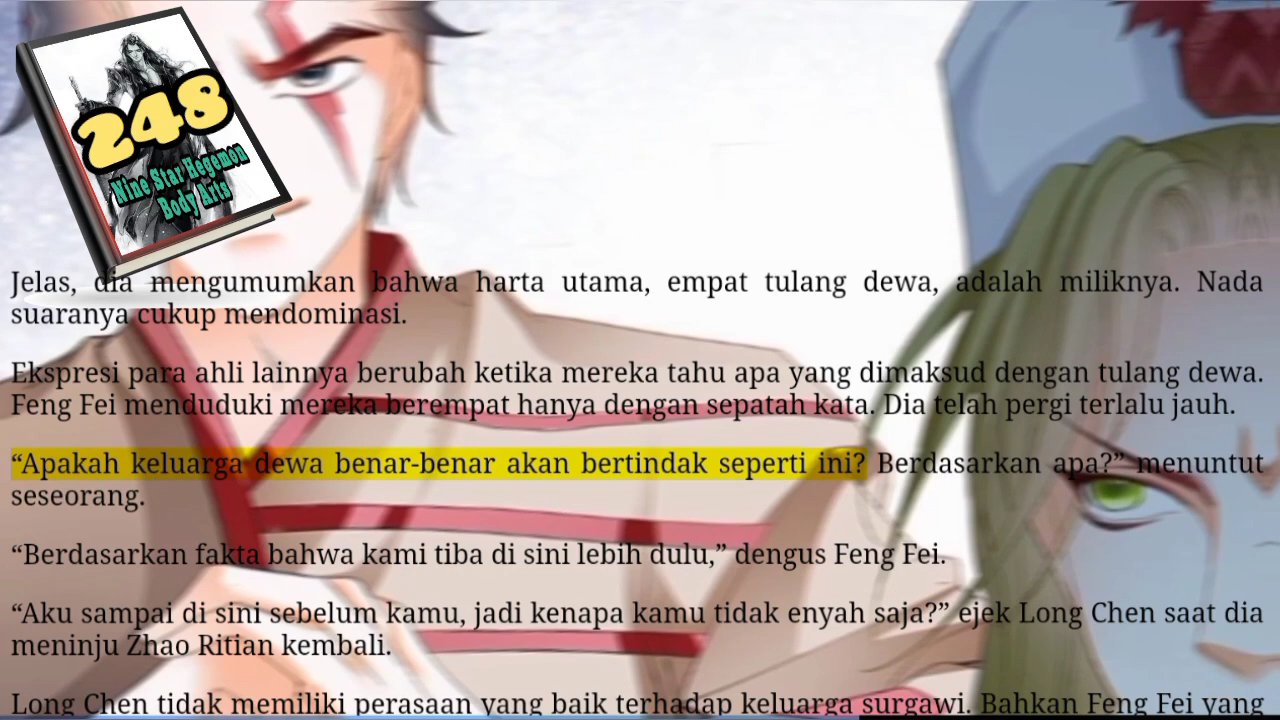 248
Nine Star Hegemon
Body Arts
Jelas, dia mengumumkan bahwa harta utama, empat tulang dewa, adalah miliknya. Nada
suaranya cukup mendominasi.
Ekspresi para ahli lainnya berubah ketika mereka tahu apa yang dimaksud dengan tulang dewa.
Feng Fei menduduki mereka berempat hanya dengan sepatah kata. Dia telah pergi terlalu jauh.
“Apakah keluarga dewa benar-benar akan bertindak seperti ini? Berdasarkan apa?” menuntut
seseorang.
“Berdasarkan fakta bahwa kami tiba di sini lebih dulu,” dengus Feng Fei.
“Aku sampai di sini sebelum kamu, jadi kenapa kamu tidak enyah saja?” ejek Long Chen saat dia
meninju Zhao Ritian kembali.
Long Chen tidak memiliki perasaan yang baik terhadap keluarga surgawi. Bahkan Feng Fei yang